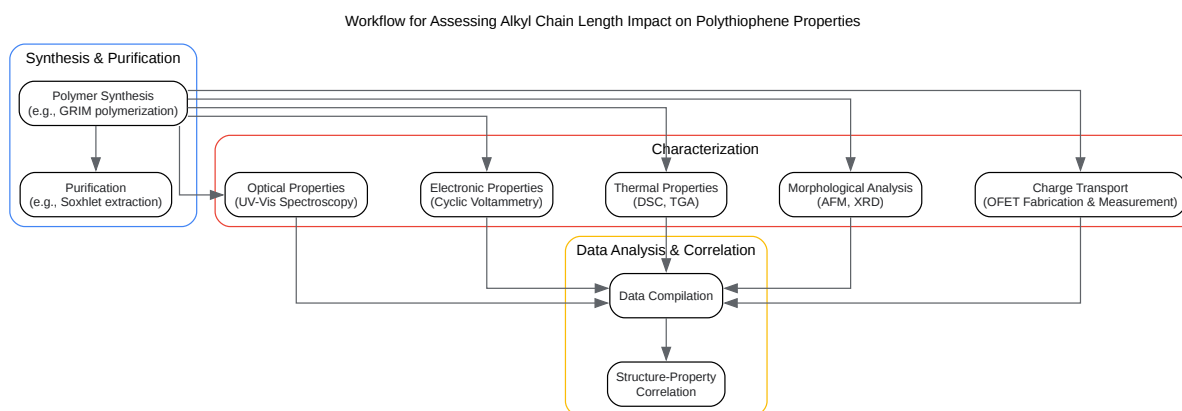 Workflow for Assessing Alkyl Chain Length Impact on Polythiophene Properties
Synthesis & Purification
Polymer Synthesis
(e.g., GRIM polymerization)
Purification
(e.g., Soxhlet extraction)
Characterization
Optical Properties
(UV-Vis Spectroscopy)
Electronic Properties
(Cyclic Voltammetry)
Thermal Properties
(DSC, TGA)
Morphological Analysis
(AFM, XRD)
Charge Transport
(OFET Fabrication & Measurement)
Data Analysis & Correlation
Data Compilation
Structure-Property
Correlation